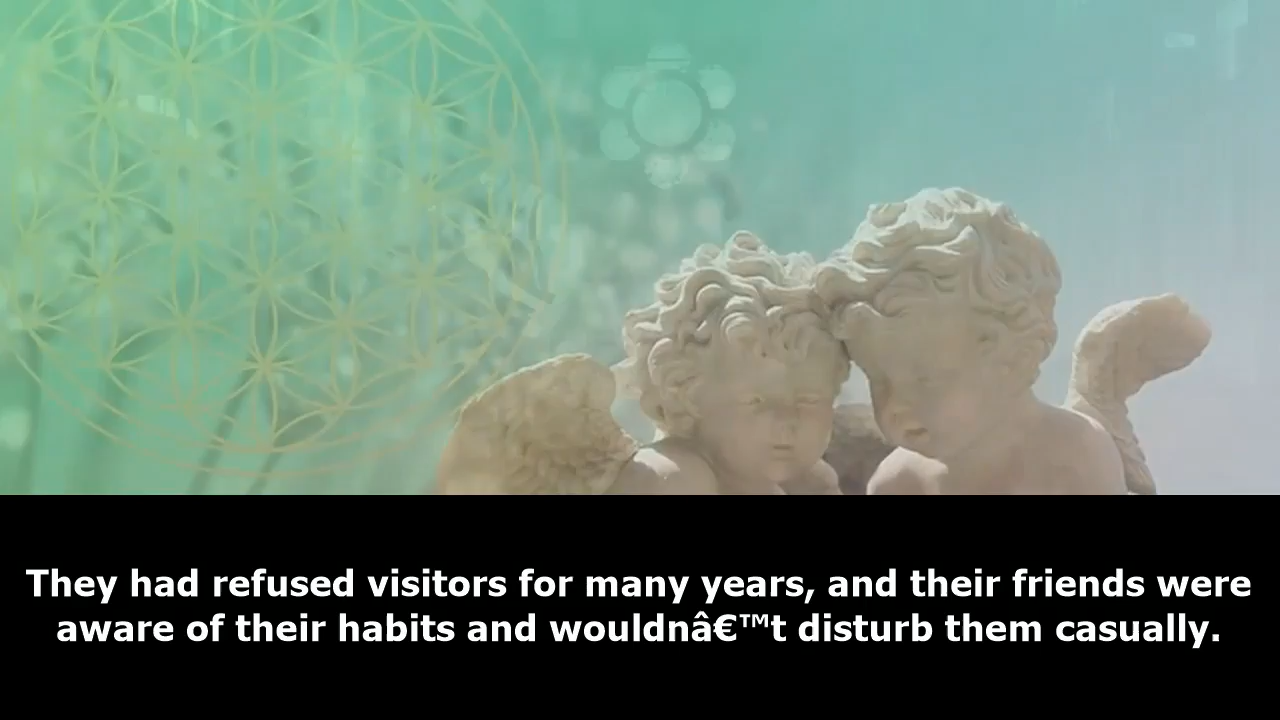 They had refused visitors for many years, and their friends were
aware of their habits and wouldnâ€™t disturb them casually.